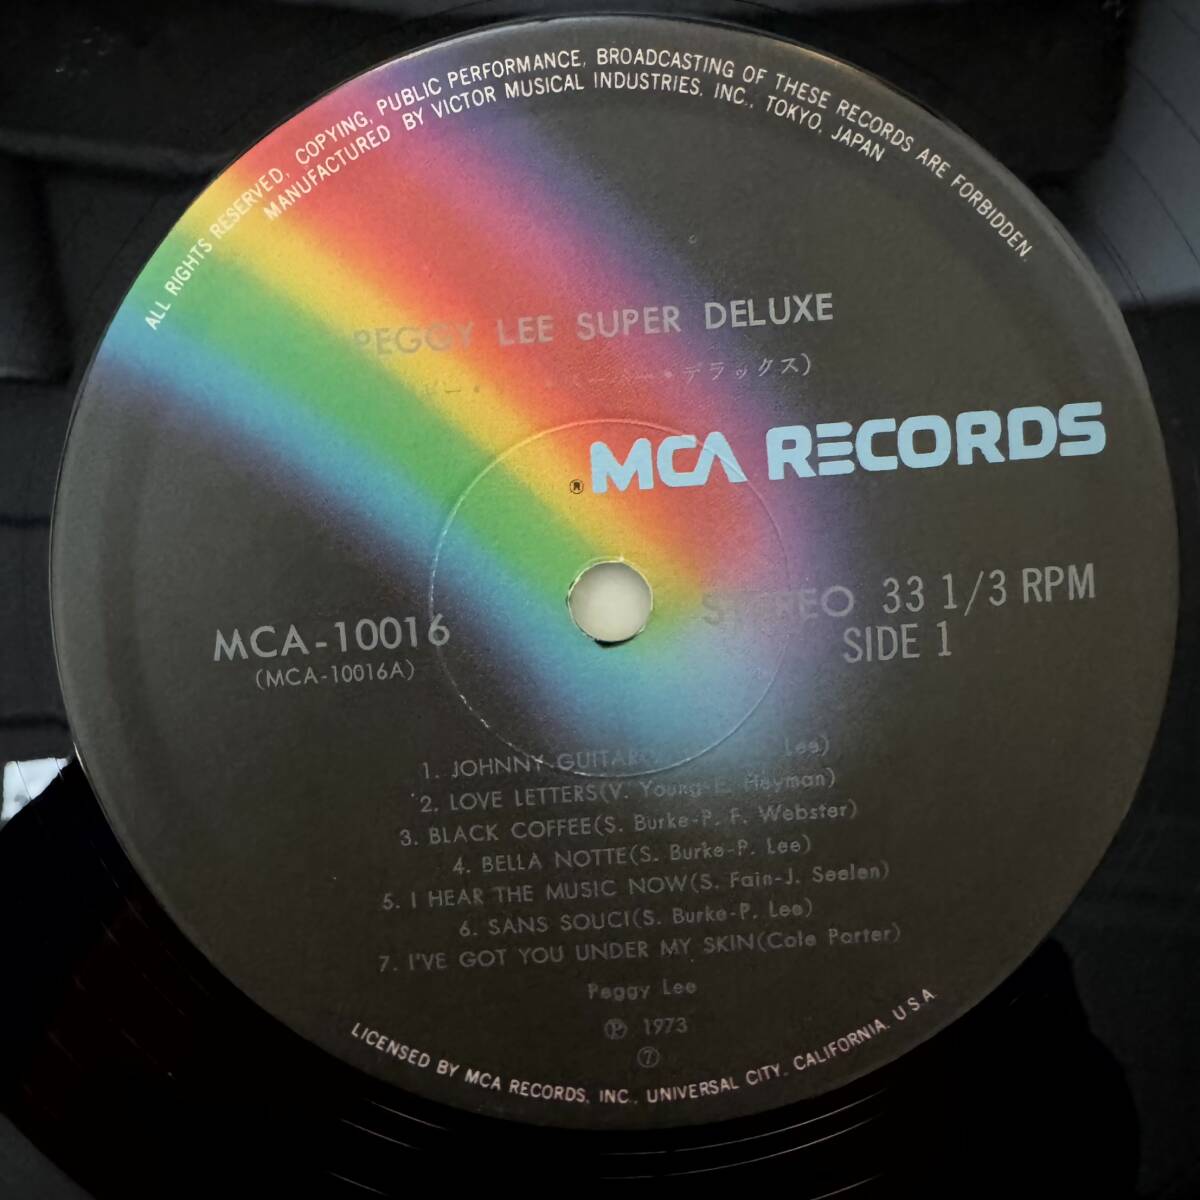 ALL RIGHTS RESERVED, COPYING, PUBLIC PERFORMANCE, BROADCASTING OF THESE RECORDS ARE FORBIDDEN.
MANUFACTURED BY VICTOR MUSICAL INDUSTRIES, INC., TOKYO, JAPAN
PEGGY LEE SUPER DELUXE
デラックス)
® MCA RECORDS
STEREO 33 1/3 RPM
SIDE 1
MCA-10016
(MCA-10016A)
1. JOHNNY GUITAR( Lee)
2. LOVE LETTERS(V. Young-E. Heyman)
3. BLACK COFFEE(S. Burke-P. F. Webster)
4. BELLA NOTTE(S. Burke-P. Lee)
5. I HEAR THE MUSIC NOW(S. Fain-J. Seelen)
6. SANS SOUCI(S. Burke-P. Lee)
7. I'VE GOT YOU UNDER MY SKIN(Cole Porter)
Peggy Lee
℗ 1973
⑦
LICENSED BY MCA RECORDS, INC., UNIVERSAL CITY, CALIFORNIA, U.S.A